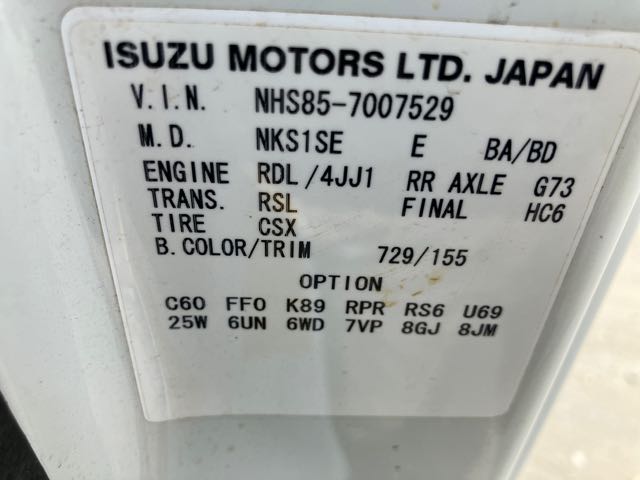 ISUZU MOTORS LTD. JAPAN
V.I.N. NHS85-7007529
M.D. NKS1SE E BA/BD
ENGINE RDL/4JJ1 RR AXLE G73
TRANS. RSL FINAL HC6
TIRE CSX
B.COLOR/TRIM 729/155
OPTION
C60 FF0 K89 RPR RS6 U69
25W 6UN 6WD 7VP 8GJ 8JM